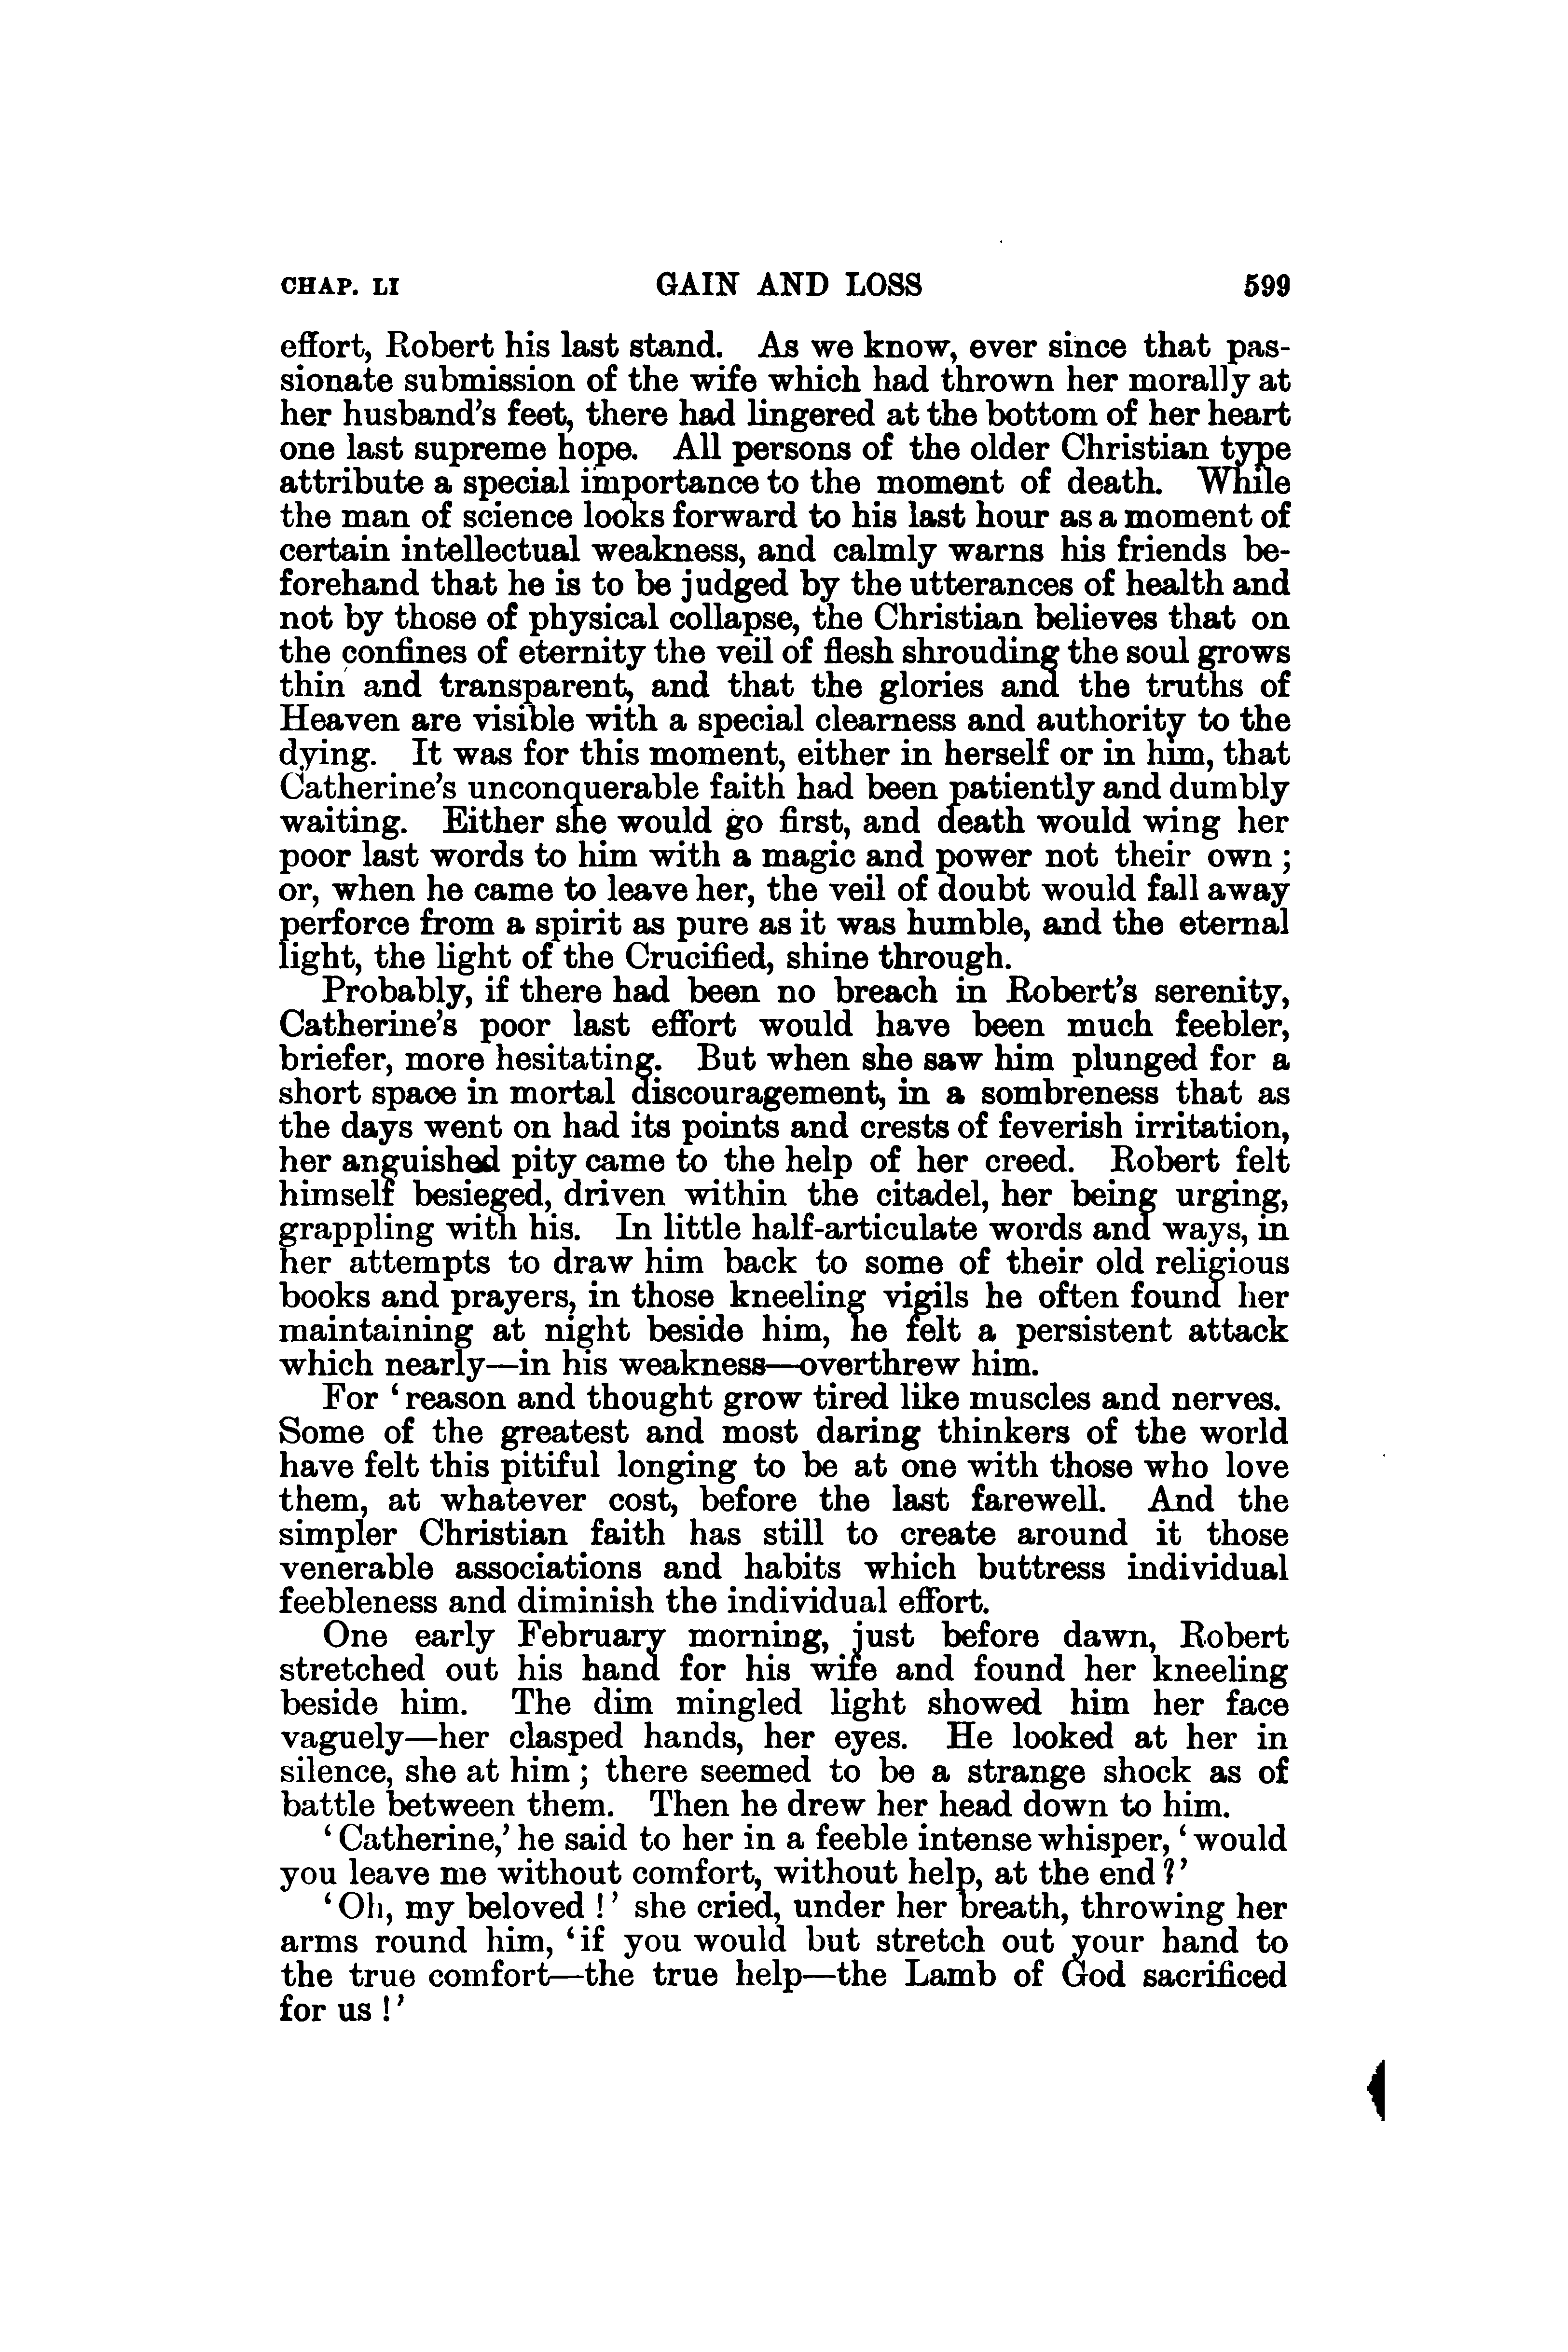 CHAP. LI GAIN AND LOSS 599
effort, Robert his last stand. As we know, ever since that pas-
sionate submission of the wife which had thrown her morally at
her husband's feet, there had lingered at the bottom of her heart
one last supreme hope. All persons of the older Christian type
attribute a special importance to the moment of death. While
the man of science looks forward to his last hour as a moment of
certain intellectual weakness, and calmly warns his friends be-
forehand that he is to be judged by the utterances of health and
not by those of physical collapse, the Christian believes that on
the confines of eternity the veil of flesh shrouding the soul grows
thin and transparent, and that the glories and the truths of
Heaven are visible with a special clearness and authority to the
dying. It was for this moment, either in herself or in him, that
Catherine's unconquerable faith had been patiently and dumbly
waiting. Either she would go first, and death would wing her
poor last words to him with a magic and power not their own ;
or, when he came to leave her, the veil of doubt would fall away
perforce from a spirit as pure as it was humble, and the eternal
light, the light of the Crucified, shine through.
Probably, if there had been no breach in Robert's serenity,
Catherine's poor last effort would have been much feebler,
briefer, more hesitating. But when she saw him plunged for a
short space in mortal discouragement, in a sombreness that as
the days went on had its points and crests of feverish irritation,
her anguished pity came to the help of her creed. Robert felt
himself besieged, driven within the citadel, her being urging,
grappling with his. In little half-articulate words and ways, in
her attempts to draw him back to some of their old religious
books and prayers, in those kneeling vigils he often found her
maintaining at night beside him, he felt a persistent attack
which nearly—in his weakness—overthrew him.
For 'reason and thought grow tired like muscles and nerves.
Some of the greatest and most daring thinkers of the world
have felt this pitiful longing to be at one with those who love
them, at whatever cost, before the last farewell. And the
simpler Christian faith has still to create around it those
venerable associations and habits which buttress individual
feebleness and diminish the individual effort.
One early February morning, just before dawn, Robert
stretched out his hand for his wife and found her kneeling
beside him. The dim mingled light showed him her face
vaguely—her clasped hands, her eyes. He looked at her in
silence, she at him ; there seemed to be a strange shock as of
battle between them. Then he drew her head down to him.
'Catherine,' he said to her in a feeble intense whisper, 'would
you leave me without comfort, without help, at the end ?'
'Oh, my beloved !' she cried, under her breath, throwing her
arms round him, 'if you would but stretch out your hand to
the true comfort—the true help—the Lamb of God sacrificed
for us !'